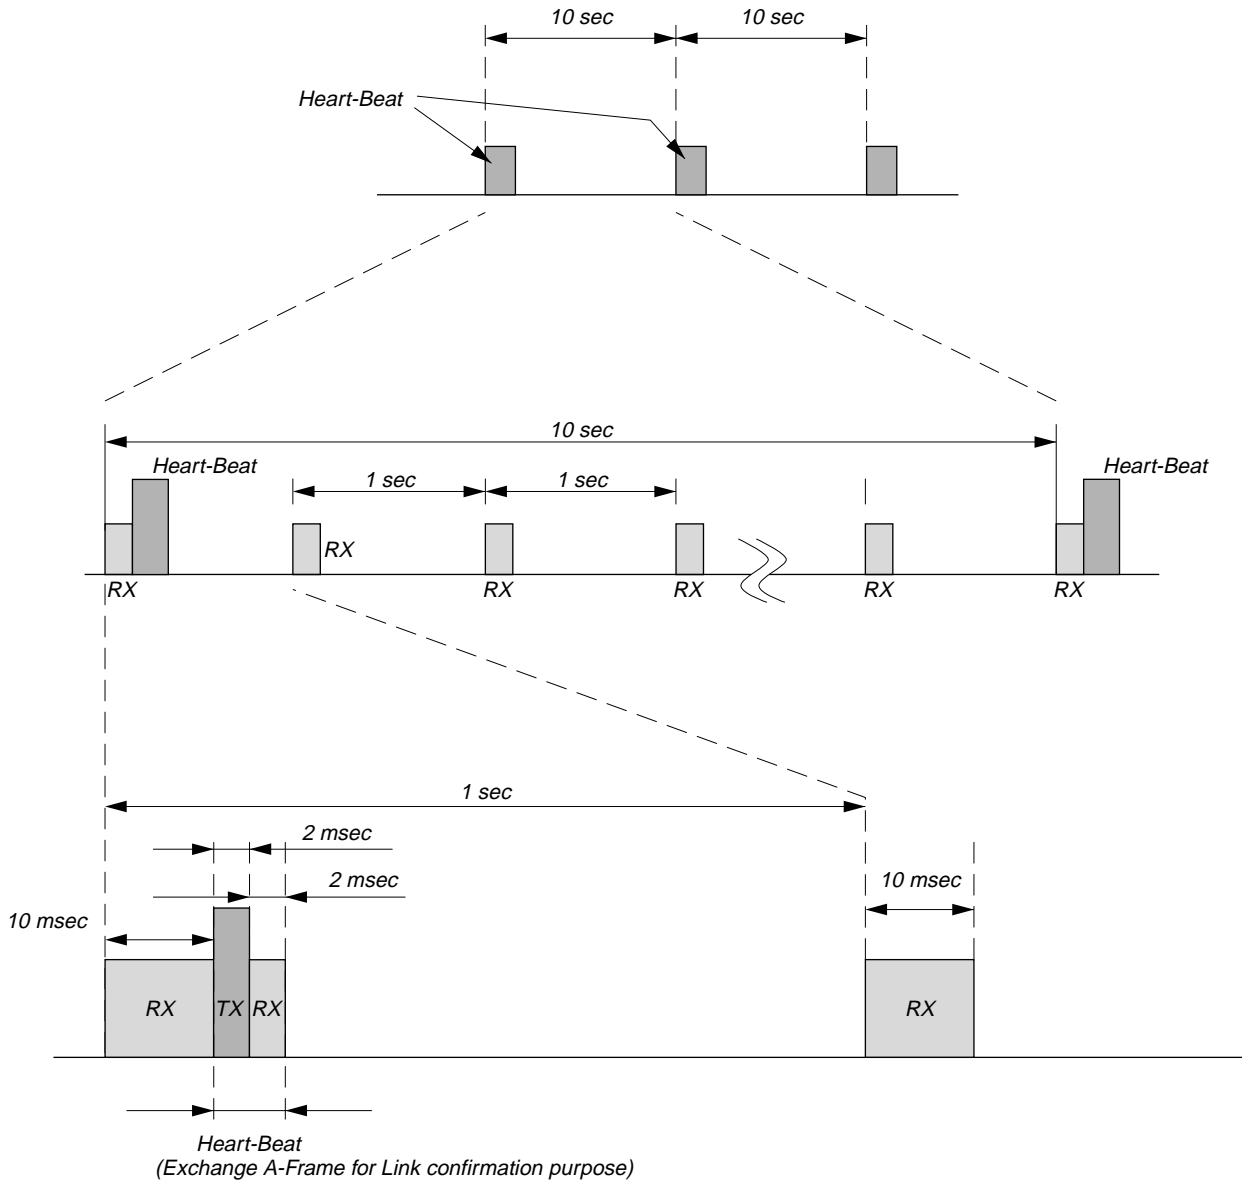 10 sec
10 sec
Heart-Beat
10 sec
Heart-Beat
Heart-Beat
1 sec
1 sec
RX
RX
RX
RX
RX
RX
1 sec
2 msec
2 msec
10 msec
10 msec
RX
TX
RX
RX
Heart-Beat
(Exchange A-Frame for Link confirmation purpose)